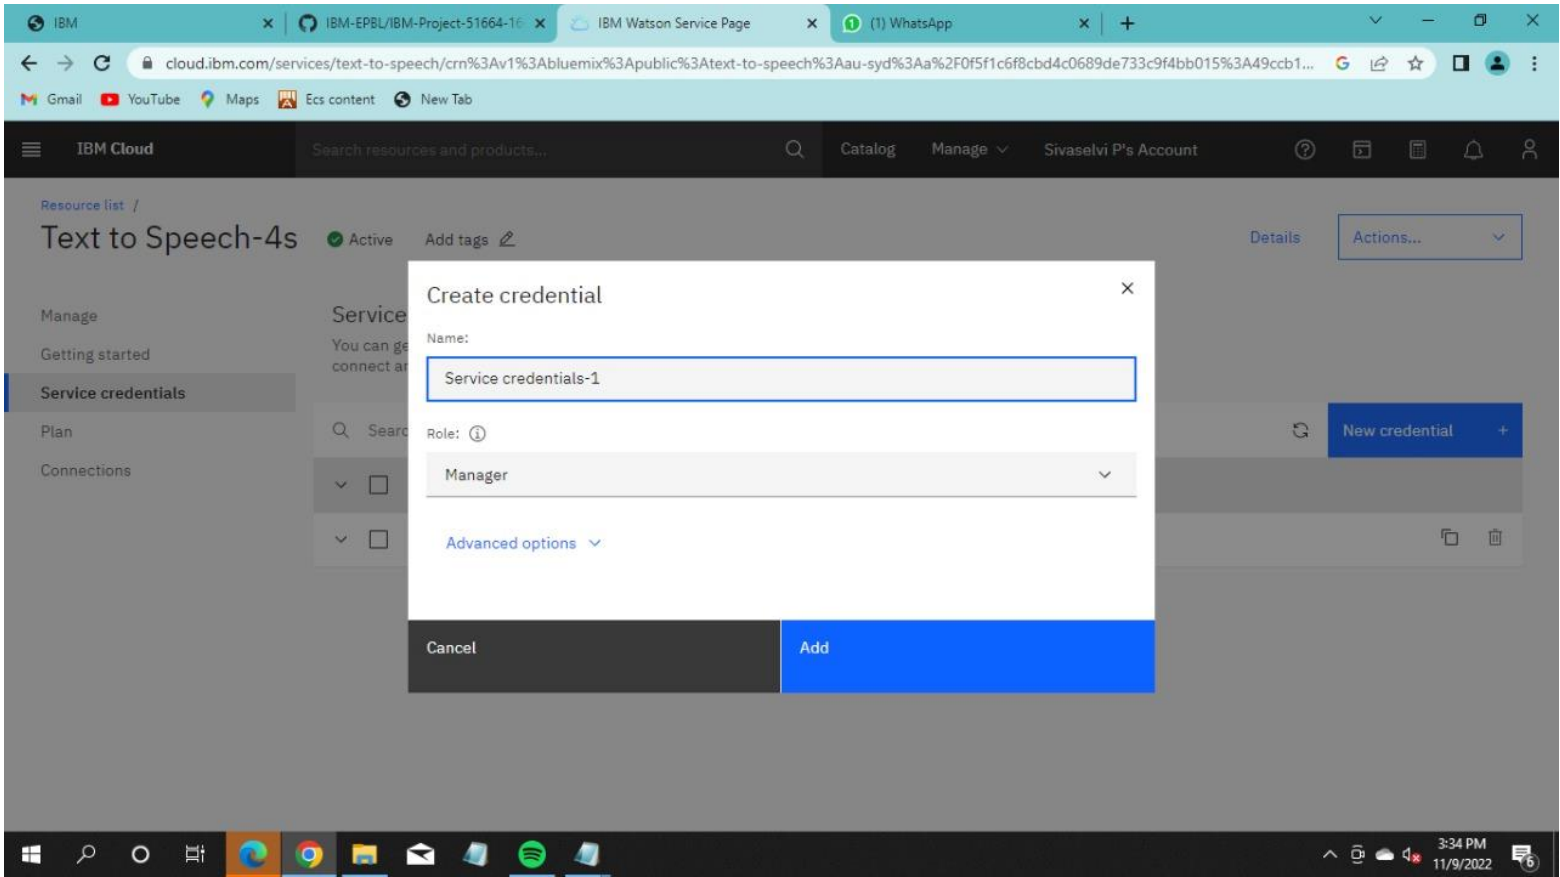 IBM
IBM-EPBL/IBM-Project-51664-16
IBM Watson Service Page
(1) WhatsApp
cloud.ibm.com/services/text-to-speech/crn%3Av1%3Abluemix%3Apublic%3Atext-to-speech%3Aau-syd%3Aa%2F0f5f1c6f8cbd4c0689de733c9f4bb015%3A49ccb1...
Gmail
YouTube
Maps
Ecs content
New Tab
IBM Cloud
Search resources and products...
Catalog
Manage
Sivaselvi P's Account
Resource list /
Text to Speech-4s
Active
Add tags
Details
Actions...
Manage
Getting started
Service credentials
Plan
Connections
Service
You can ge
connect ar
Searc
New credential +
Create credential
Name:
Service credentials-1
Role:
Manager
Advanced options
Cancel
Add
3:34 PM
11/9/2022
6